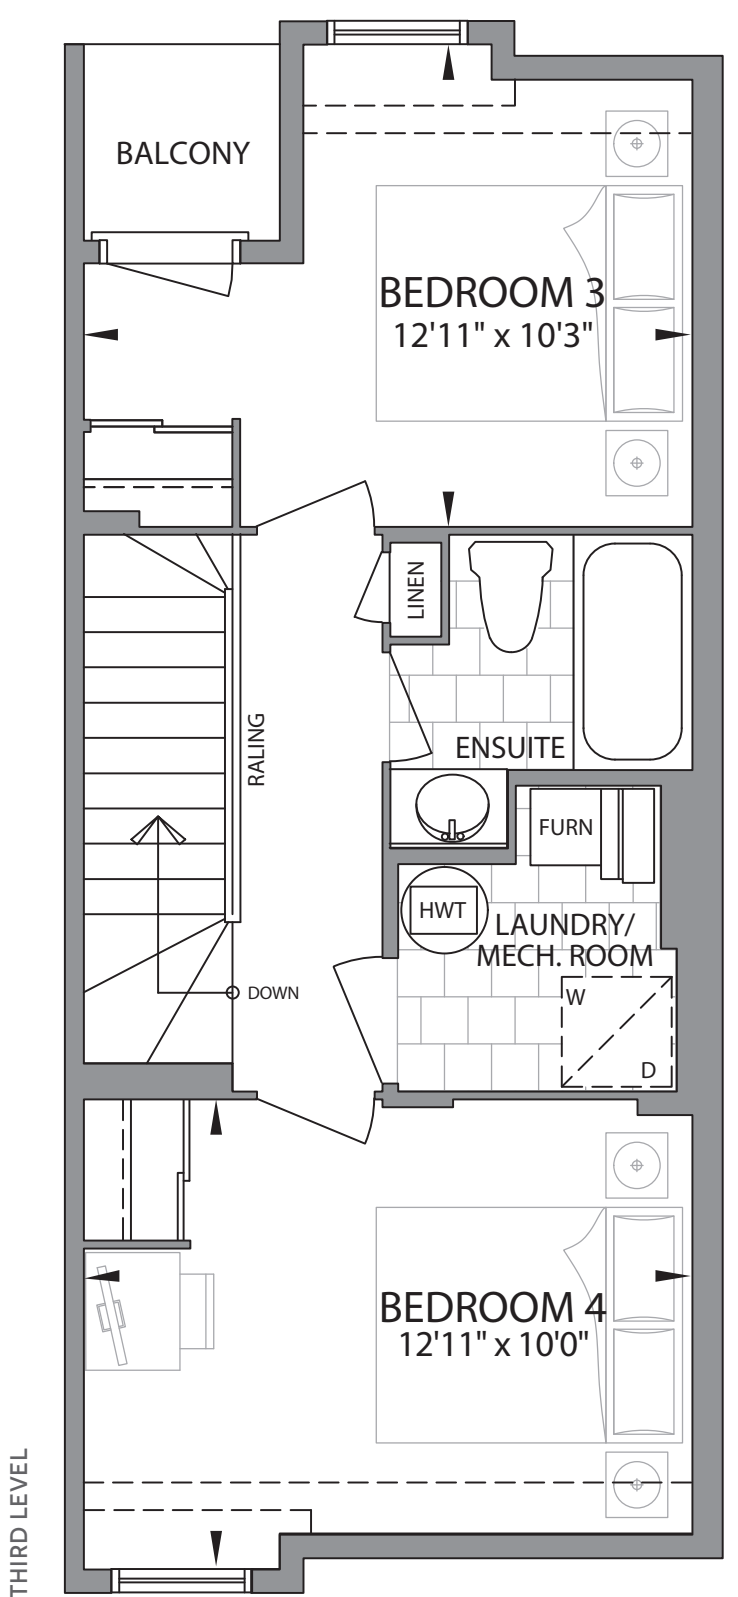 BALCONY
BEDROOM 3
12'11" x 10'3"
LINEN
RALING
ENSUITE
FURN
HWT
LAUNDRY/
MECH. ROOM
W
D
DOWN
BEDROOM 4
12'11" x 10'0"
THIRD LEVEL